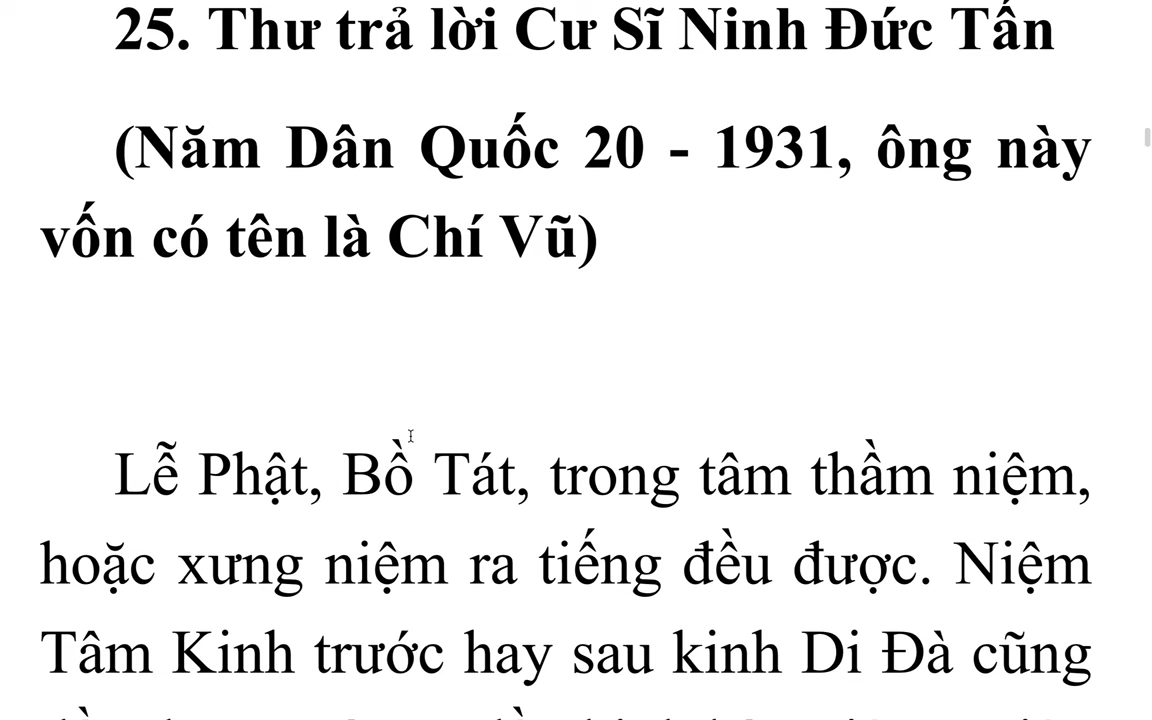 25. Thư trả lời Cư Sĩ Ninh Đức Tấn
(Năm Dân Quốc 20 - 1931, ông này
vốn có tên là Chí Vũ)
Lễ Phật, Bồ Tát, trong tâm thầm niệm,
hoặc xưng niệm ra tiếng đều được. Niệm
Tâm Kinh trước hay sau kinh Di Đà cũng